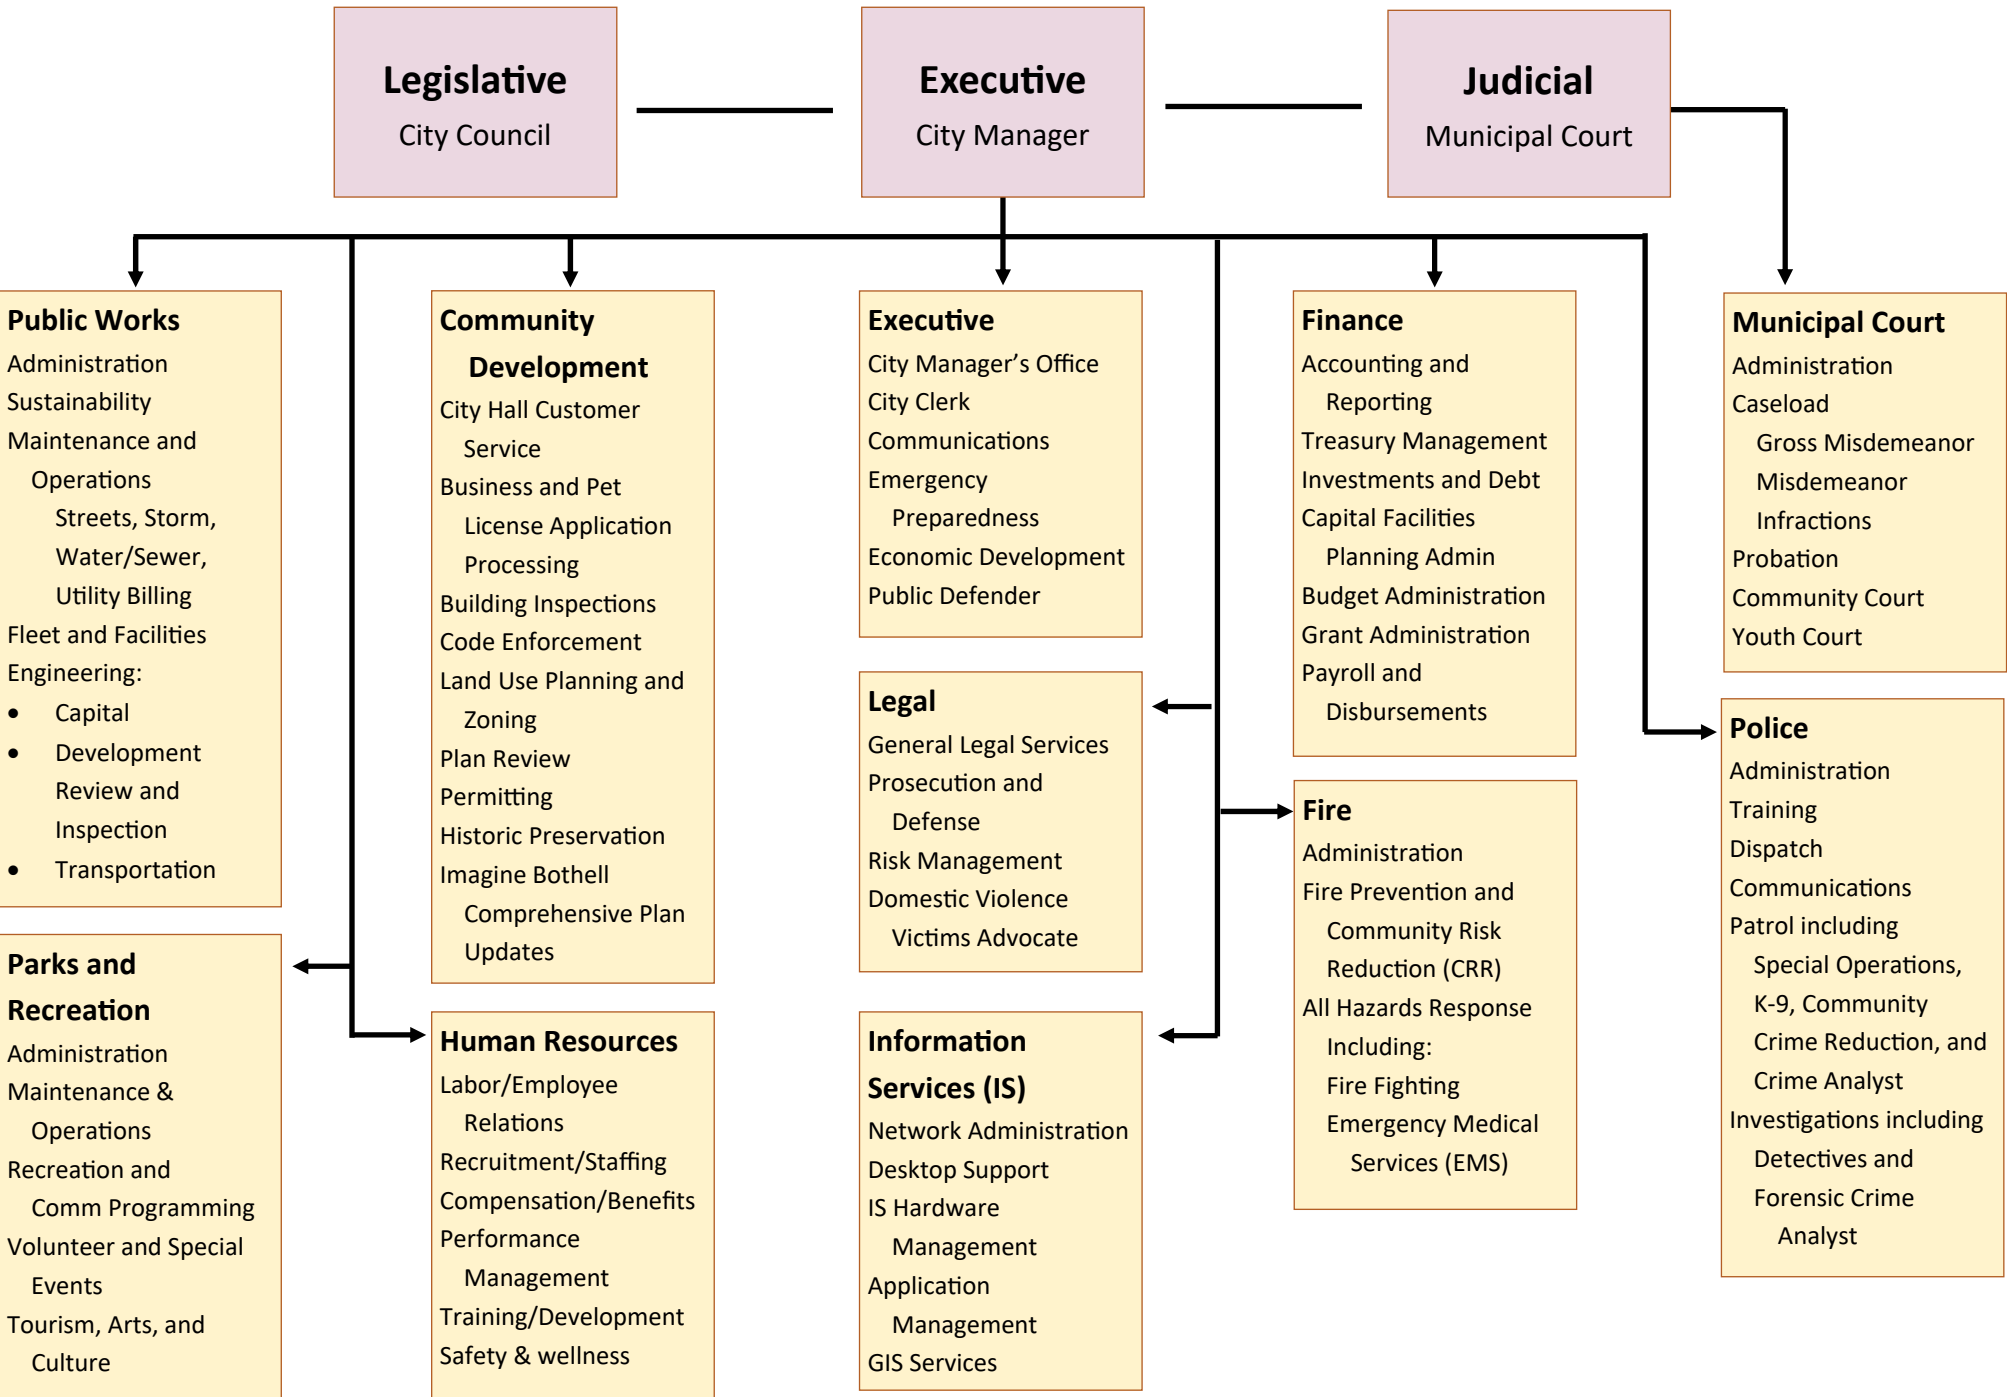 Legislative
City Council
Executive
City Manager
Judicial
Municipal Court
Public Works
Administration
Sustainability
Maintenance and
Operations
Streets, Storm,
Water/Sewer,
Utility Billing
Fleet and Facilities
Engineering:
• Capital
• Development
Review and
Inspection
• Transportation
Parks and
Recreation
Administration
Maintenance &
Operations
Recreation and
Comm Programming
Volunteer and Special
Events
Tourism, Arts, and
Culture
Community
Development
City Hall Customer
Service
Business and Pet
License Application
Processing
Building Inspections
Code Enforcement
Land Use Planning and
Zoning
Plan Review
Permitting
Historic Preservation
Imagine Bothell
Comprehensive Plan
Updates
Human Resources
Labor/Employee
Relations
Recruitment/Staffing
Compensation/Benefits
Performance
Management
Training/Development
Safety & wellness
Executive
City Manager’s Office
City Clerk
Communications
Emergency
Preparedness
Economic Development
Public Defender
Legal
General Legal Services
Prosecution and
Defense
Risk Management
Domestic Violence
Victims Advocate
Information
Services (IS)
Network Administration
Desktop Support
IS Hardware
Management
Application
Management
GIS Services
Finance
Accounting and
Reporting
Treasury Management
Investments and Debt
Capital Facilities
Planning Admin
Budget Administration
Grant Administration
Payroll and
Disbursements
Fire
Administration
Fire Prevention and
Community Risk
Reduction (CRR)
All Hazards Response
Including:
Fire Fighting
Emergency Medical
Services (EMS)
Municipal Court
Administration
Caseload
Gross Misdemeanor
Misdemeanor
Infractions
Probation
Community Court
Youth Court
Police
Administration
Training
Dispatch
Communications
Patrol including
Special Operations,
K-9, Community
Crime Reduction, and
Crime Analyst
Investigations including
Detectives and
Forensic Crime
Analyst